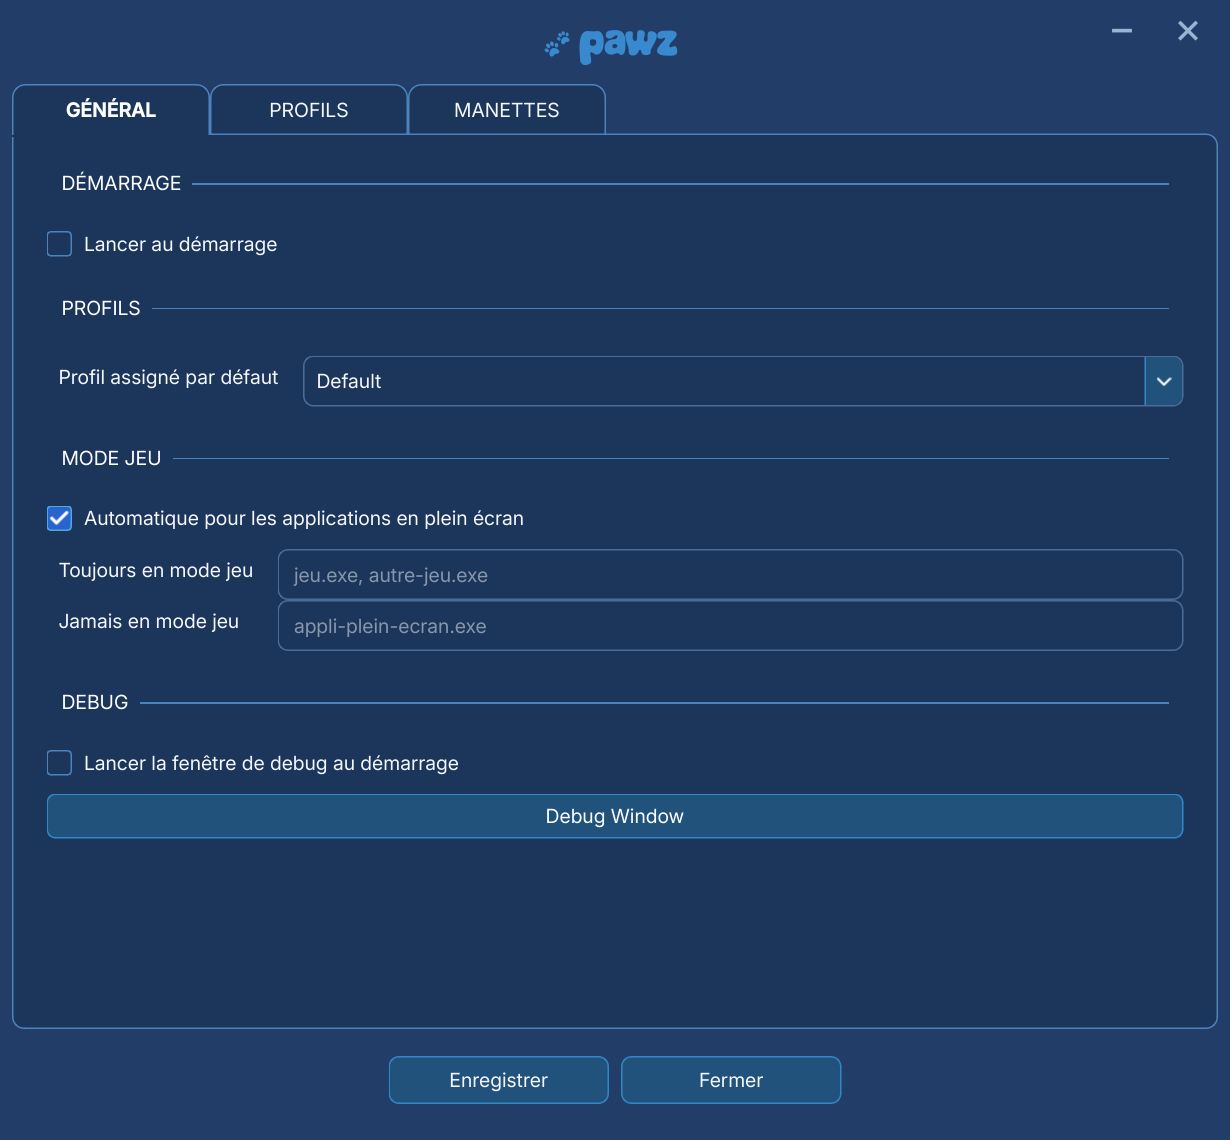 pawz
GÉNÉRAL
PROFILS
MANETTES
DÉMARRAGE
Lancer au démarrage
PROFILS
Profil assigné par défaut
Default
MODE JEU
Automatique pour les applications en plein écran
Toujours en mode jeu
jeu.exe, autre-jeu.exe
Jamais en mode jeu
appli-plein-ecran.exe
DEBUG
Lancer la fenêtre de debug au démarrage
Debug Window
Enregistrer
Fermer